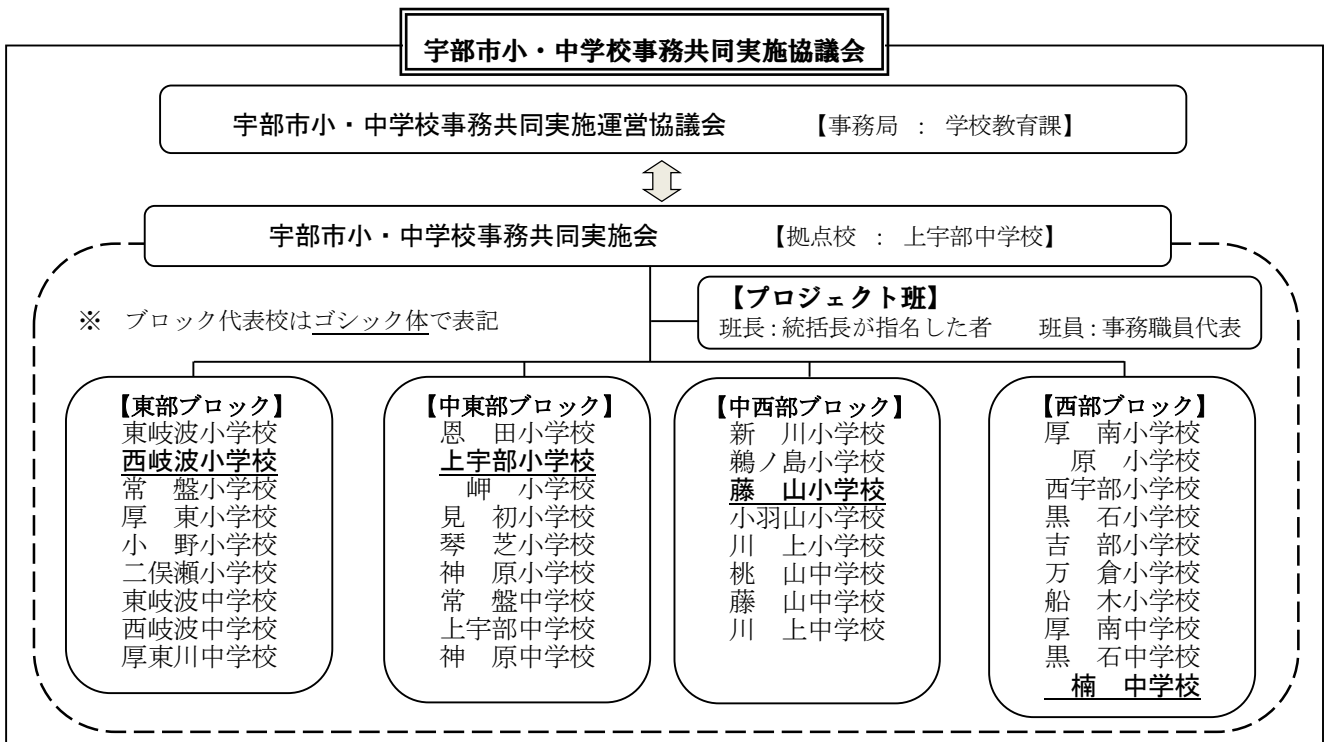 宇部市小・中学校事務共同実施協議会
宇部市小・中学校事務共同実施運営協議会　　【事務局 ： 学校教育課】
宇部市小・中学校事務共同実施会　　【拠点校 ： 上宇部中学校】
【プロジェクト班】
班長：統括長が指名した者　　班員：事務職員代表
※　ブロック代表校はゴシック体で表記
【東部ブロック】
東岐波小学校
西岐波小学校
常　盤小学校
厚　東小学校
小　野小学校
二俣瀬小学校
東岐波中学校
西岐波中学校
厚東川中学校
【中東部ブロック】
恩　田小学校
上宇部小学校
岬　小学校
見　初小学校
琴　芝小学校
神　原小学校
常　盤中学校
上宇部中学校
神　原中学校
【中西部ブロック】
新　川小学校
鵜ノ島小学校
藤　山小学校
小羽山小学校
川　上小学校
桃　山中学校
藤　山中学校
川　上中学校
【西部ブロック】
厚　南小学校
原　小学校
西宇部小学校
黒　石小学校
吉　部小学校
万　倉小学校
船　木小学校
厚　南中学校
黒　石中学校
楠　中学校